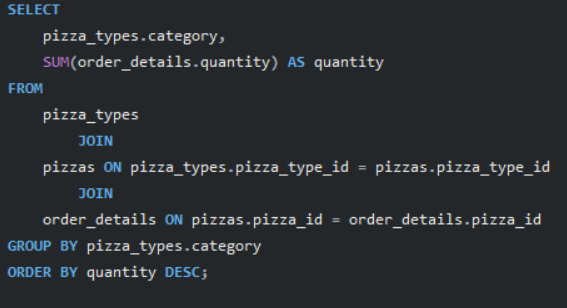 SELECT
pizza_types.category,
SUM(order_details.quantity) AS quantity
FROM
pizza_types
JOIN
pizzas ON pizza_types.pizza_type_id = pizzas.pizza_type_id
JOIN
order_details ON pizzas.pizza_id = order_details.pizza_id
GROUP BY pizza_types.category
ORDER BY quantity DESC;